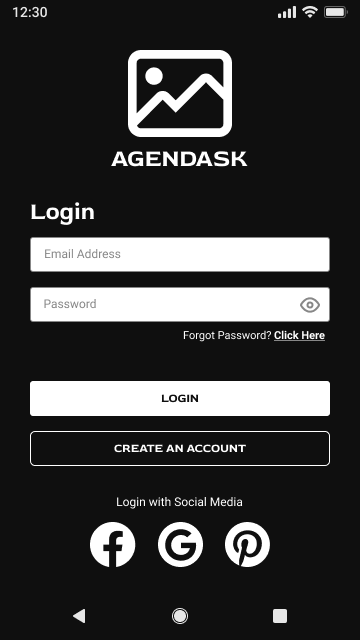 12:30
AGENDASK
Login
Email Address
Password
Forgot Password? Click Here
LOGIN
CREATE AN ACCOUNT
Login with Social Media